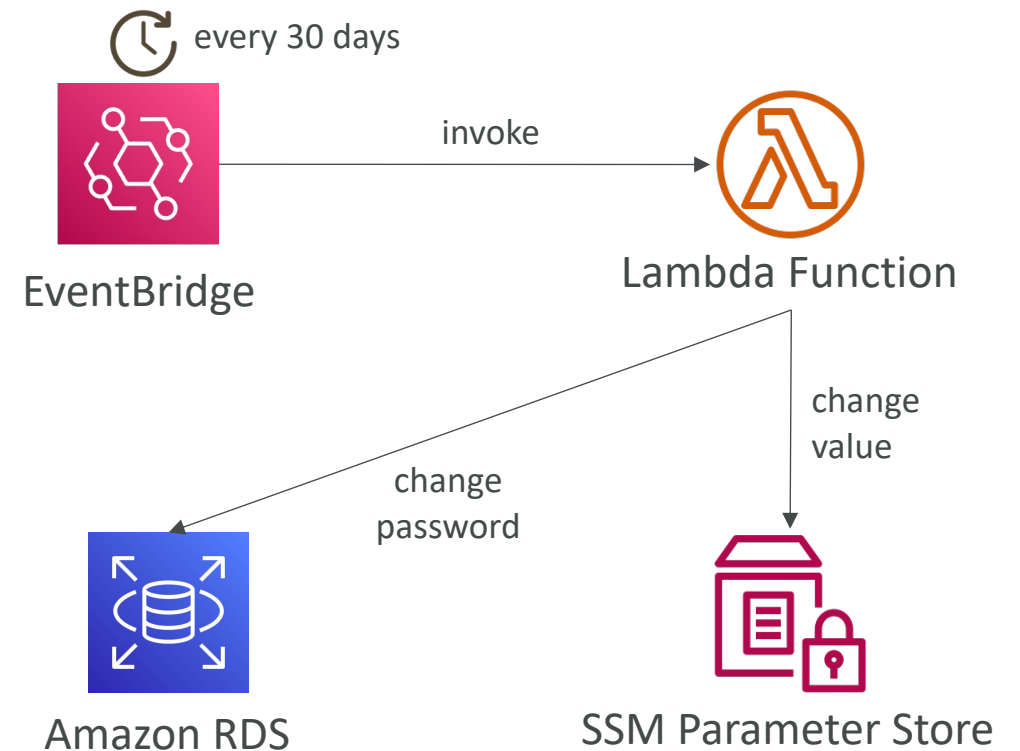 every 30 days
invoke
EventBridge
Lambda Function
change
value
change
password
Amazon RDS
SSM Parameter Store